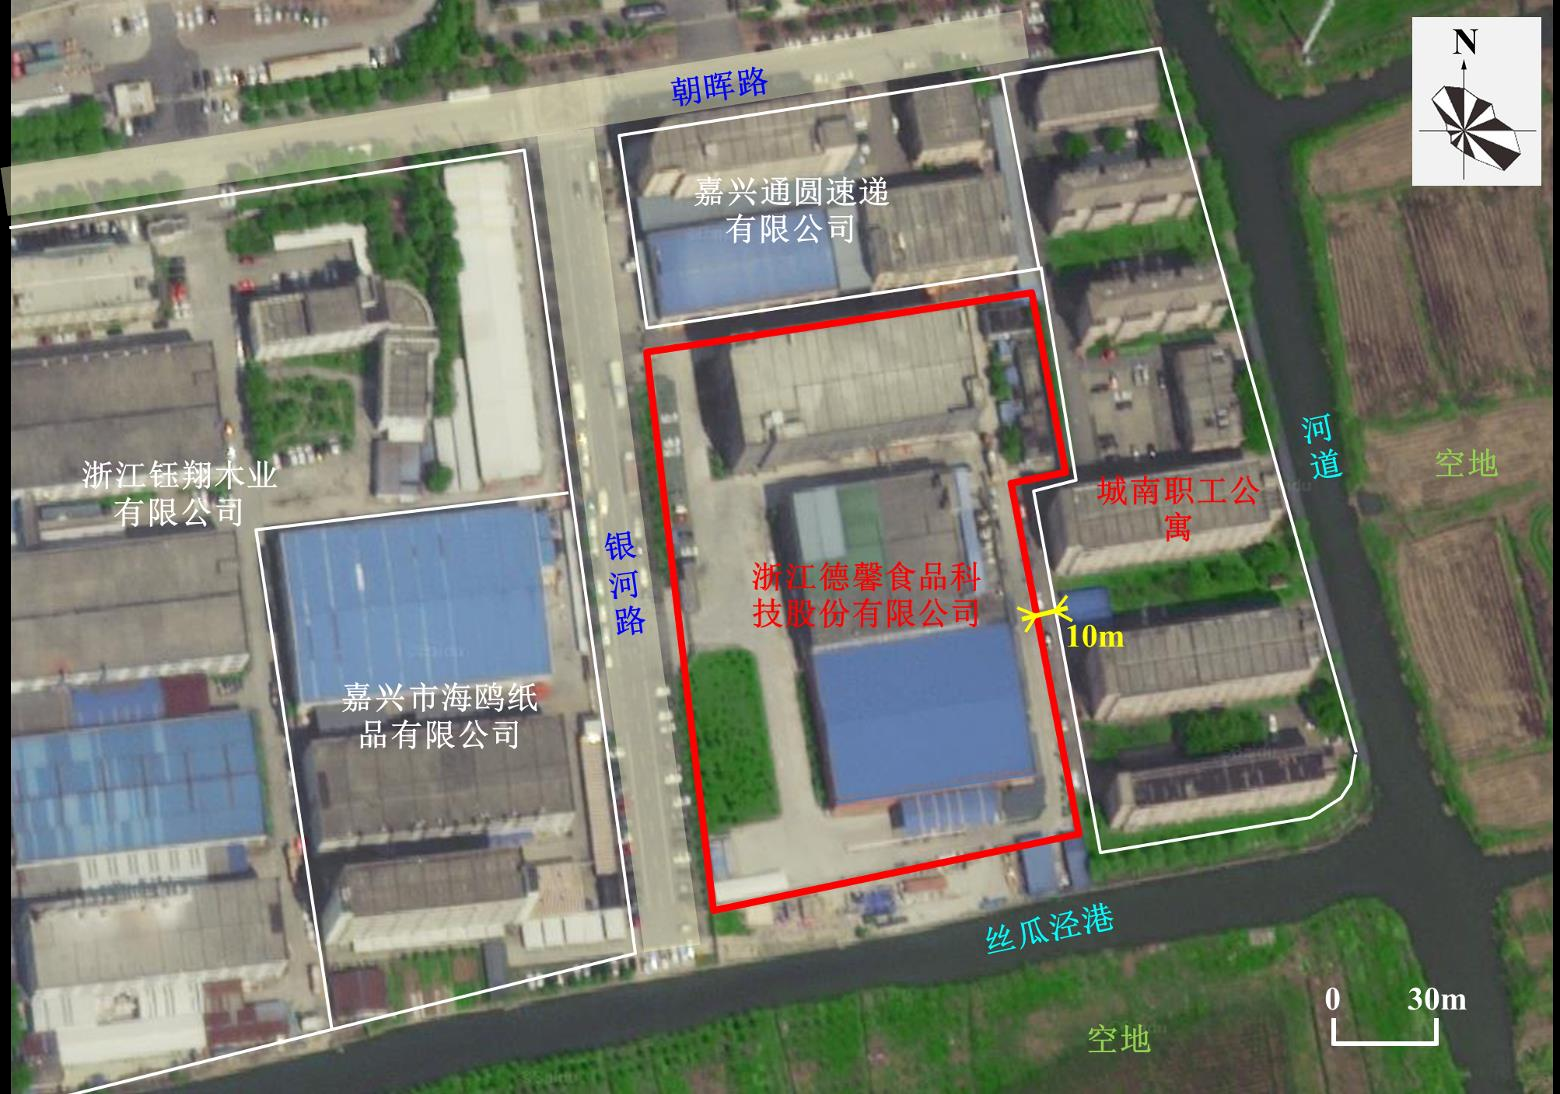 N
朝晖路
嘉兴通圆速递
有限公司
浙江钰翔木业
有限公司
河
道
空地
城南职工公
寓
银
河
路
浙江德馨食品科
技股份有限公司
10m
嘉兴市海鸥纸
品有限公司
丝瓜泾港
0
30m
空地